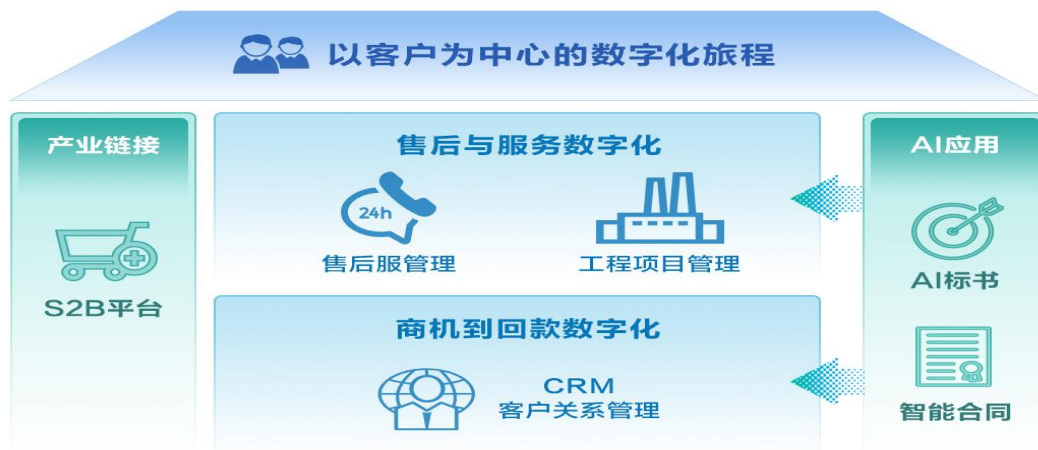 以客户为中心的数字化旅程
产业链接
S2B平台
售后与服务数字化
24h
售后服管理
工程项目管理
商机到回款数字化
CRM
客户关系管理
AI应用
AI标书
智能合同